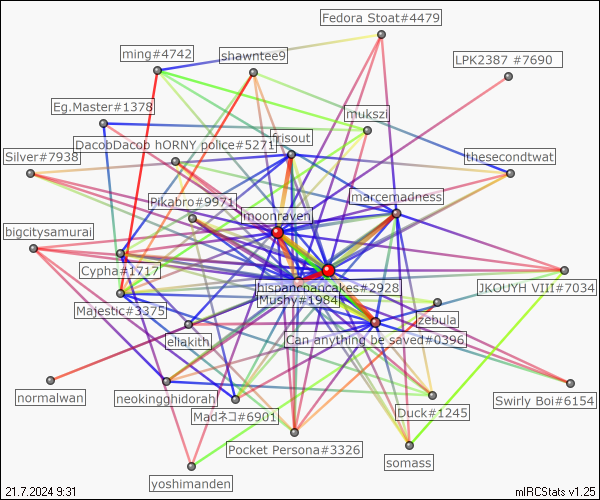 Fedora Stoat#4479
ming#4742
shawntee9
LPK2387 #7690
Eg.Master#1378
mukszi
DacobDacob hORNY police#5271
frisout
Silver#7938
thesecondtwat
Pikabro#9971
marcemadness
moonraven
bigcitysamurai
Cypha#1717
hispanroancakes#2928
JKOUYH VIII#7034
Mushy#1984
Majestic#3375
zebula
eliakith
Can anything be saved#0396
normalwan
neokingghidorah
Swirly Boi#6154
Madネコ#6901
Duck#1245
Pocket Persona#3326
somass
yoshimanden
21.7.2024 9:31
mIRCStats v1.25